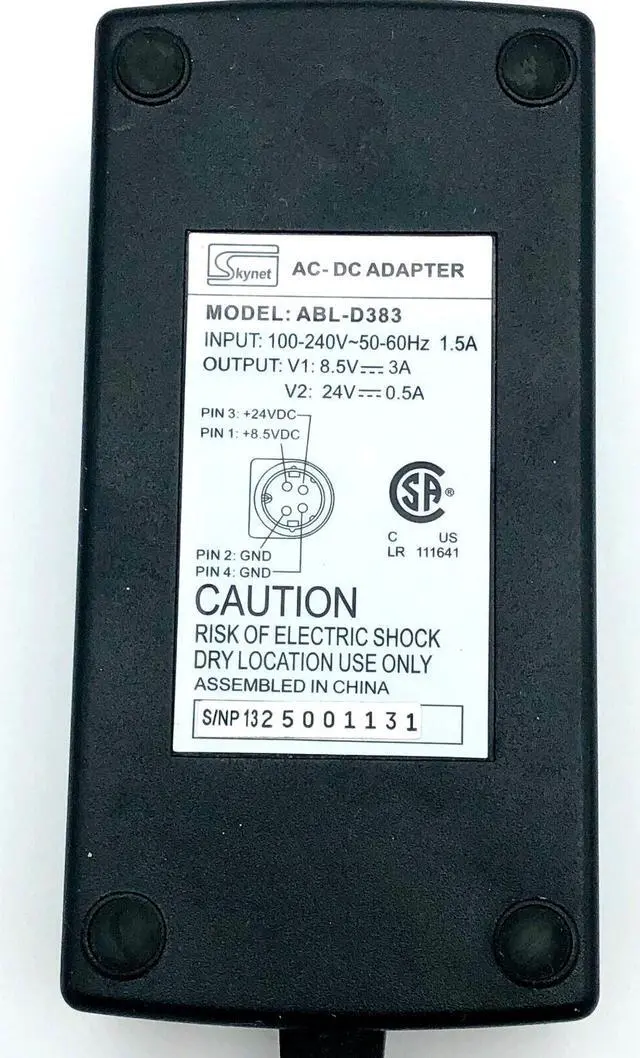 Skynet AC-DC ADAPTER
MODEL: ABL-D383
INPUT: 100-240V~50-60Hz 1.5A
OUTPUT: V1: 8.5V⎓ 3A
V2: 24V⎓0.5A
PIN 3: +24VDC
PIN 1: +8.5VDC
SA ®
C US
LR 111641
PIN 2: GND
PIN 4: GND
CAUTION
RISK OF ELECTRIC SHOCK
DRY LOCATION USE ONLY
ASSEMBLED IN CHINA
S/NP 1325001131